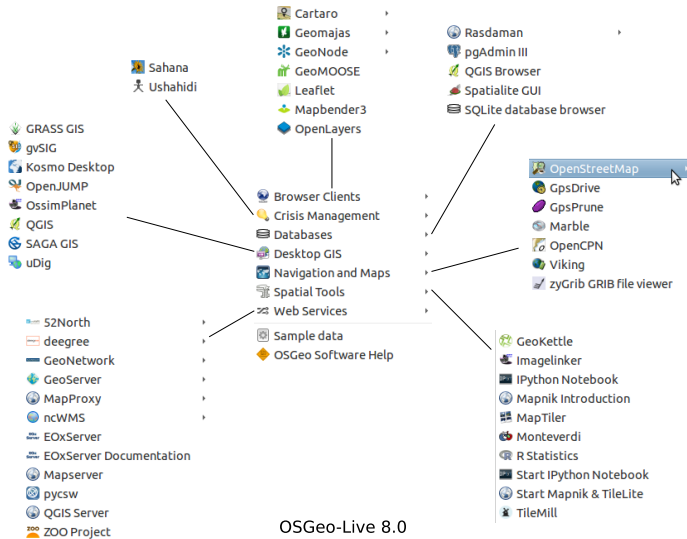 Cartaro
Geomajas
GeoNode
GeoMOOSE
Leaflet
Mapbender3
OpenLayers
Rasdaman
pgAdmin III
QGIS Browser
Spatialite GUI
SQLite database browser
Sahana
Ushahidi
GRASS GIS
gvSIG
Kosmo Desktop
OpenJUMP
OssimPlanet
QGIS
SAGA GIS
uDig
OpenStreetMap
GpsDrive
GpsPrune
Marble
OpenCPN
Viking
zyGrib GRIB file viewer
Browser Clients
Crisis Management
Databases
Desktop GIS
Navigation and Maps
Spatial Tools
Web Services
Sample data
OSGeo Software Help
52North
deegree
GeoNetwork
GeoServer
MapProxy
ncWMS
EOxServer
EOxServer Documentation
Mapserver
pycsw
QGIS Server
ZOO Project
GeoKettle
Imagelinker
IPython Notebook
Mapnik Introduction
MapTiler
Monteverdi
R Statistics
Start IPython Notebook
Start Mapnik & TileLite
TileMill
OSGeo-Live 8.0